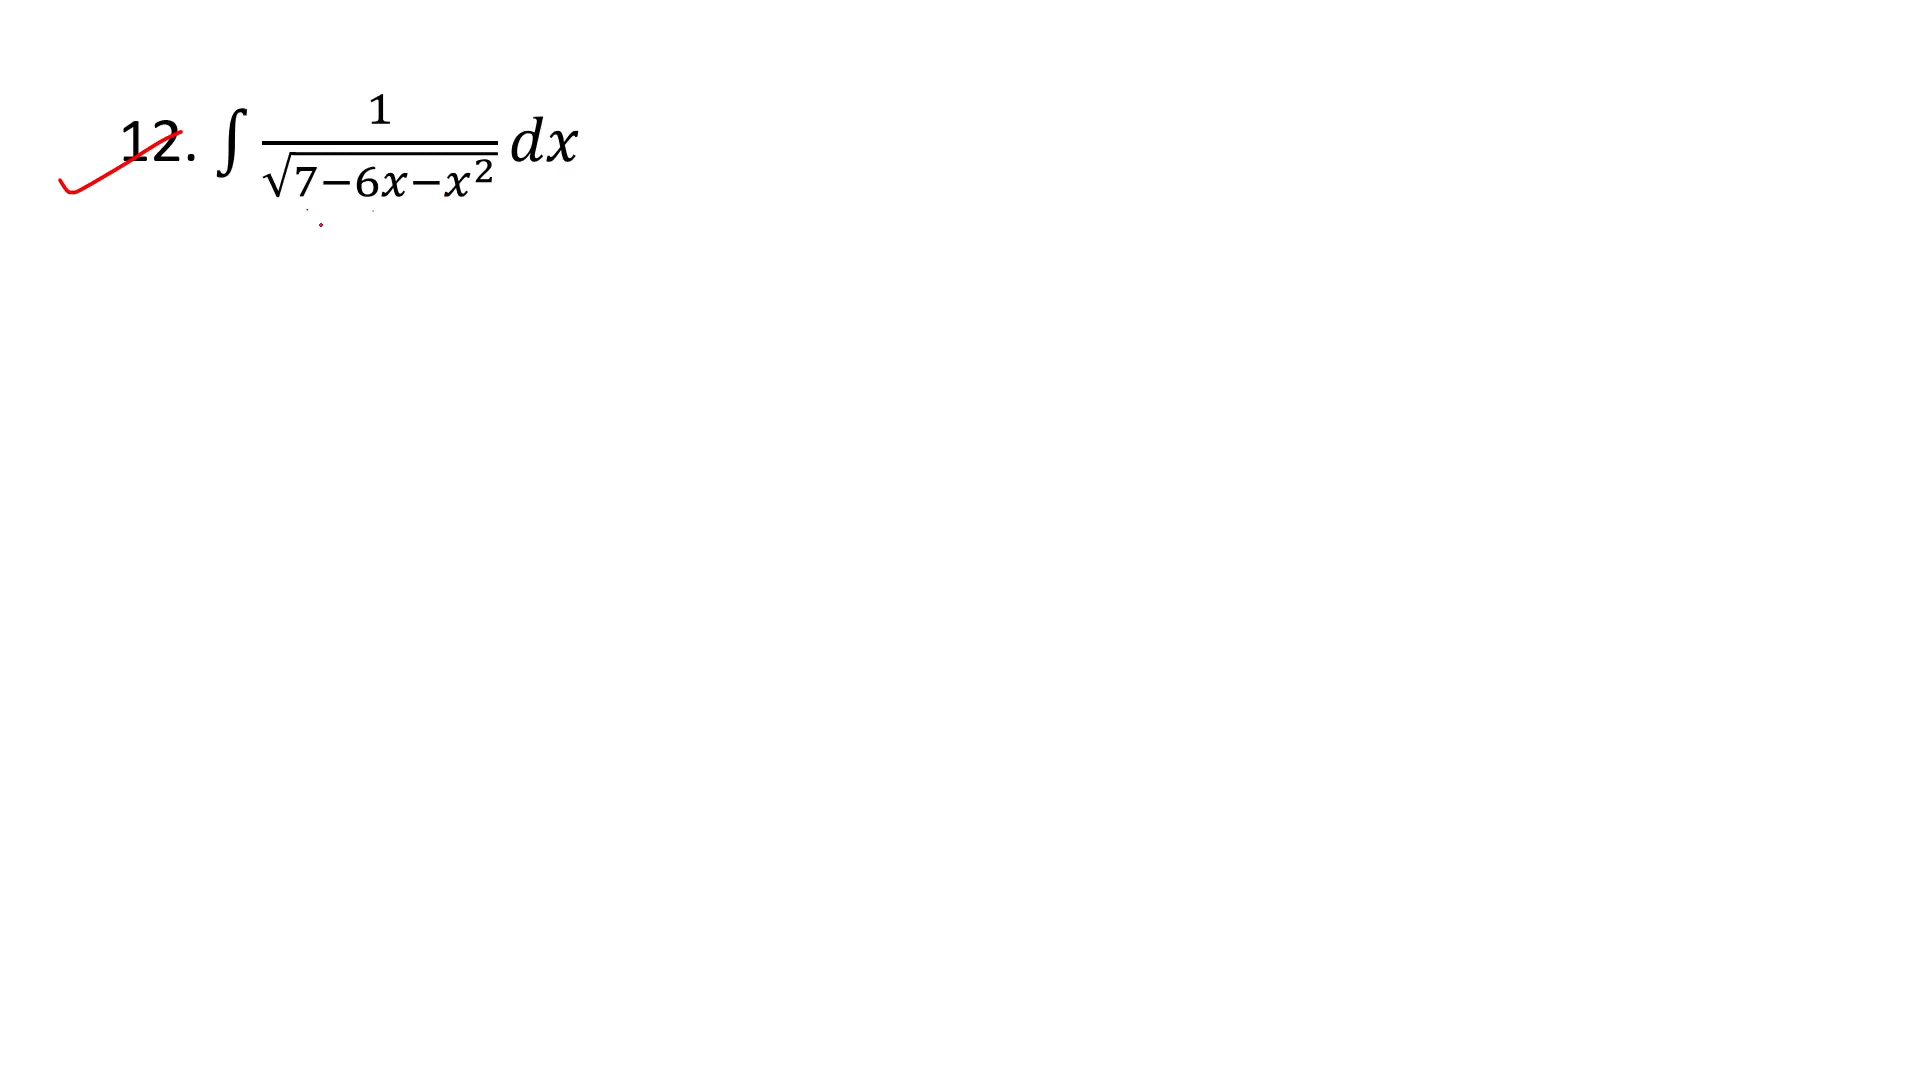 12. ∫ 1/√(7−6x−x²) dx